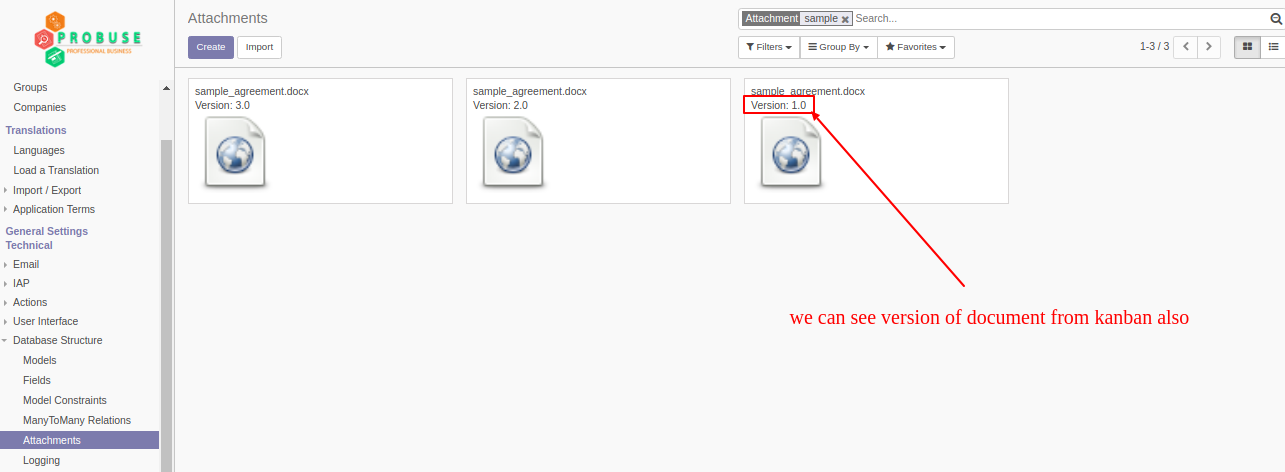 PROBUSE
PROFESSIONAL BUSINESS
Groups
Companies
Translations
Languages
Load a Translation
Import / Export
Application Terms
General Settings
Technical
Email
IAP
Actions
User Interface
Database Structure
Models
Fields
Model Constraints
ManyToMany Relations
Attachments
Logging
Attachments
Attachment sample Search...
Create Import
Filters Group By Favorites 1-3 / 3
sample_agreement.docx
Version: 3.0
sample_agreement.docx
Version: 2.0
sample_agreement.docx
Version: 1.0
we can see version of document from kanban also